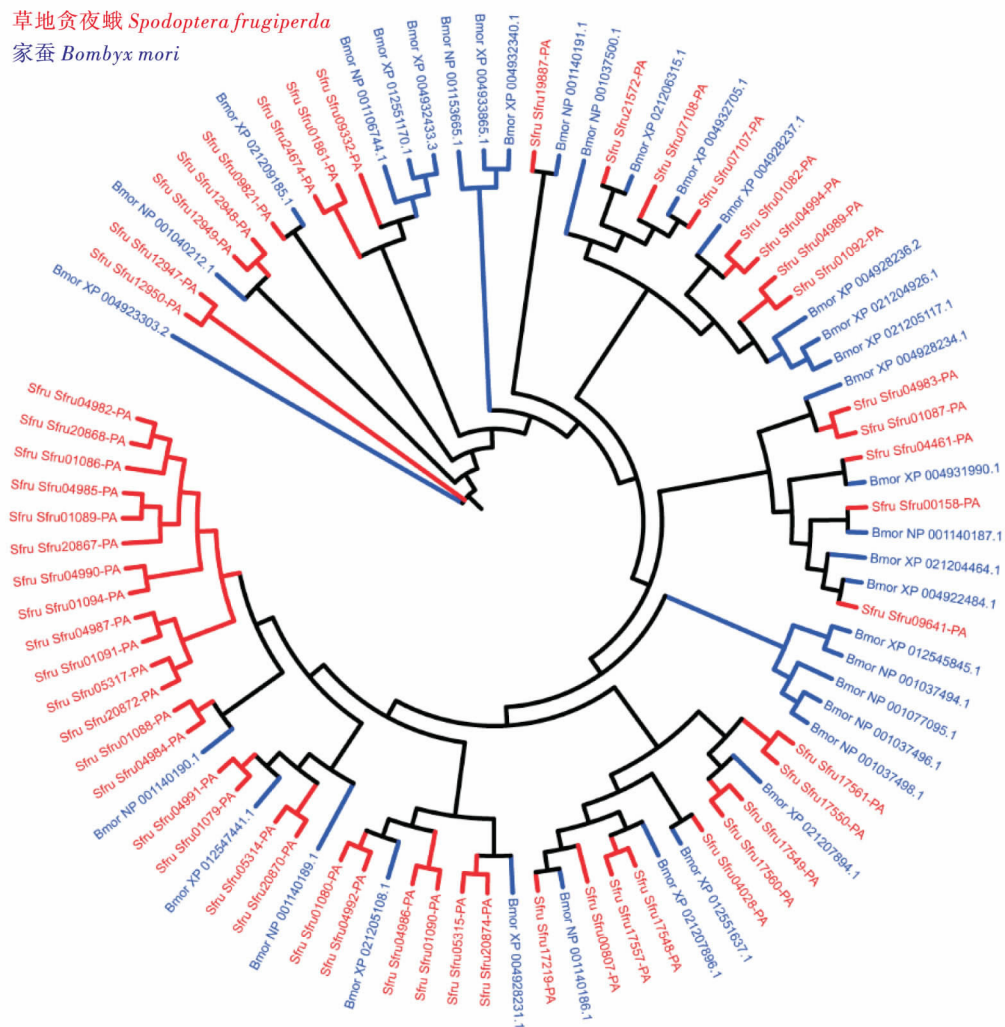 草地贪夜蛾 Spodoptera frugiperda
家蚕 Bombyx mori
Bmor XP 004923303.2
Sfru Sfru12950-PA
Sfru Sfru12947-PA
Bmor NP 001040212.1
Sfru Sfru12949-PA
Sfru Sfru12948-PA
Sfru Sfru09821-PA
Bmor XP 021209185.1
Sfru Sfru24674-PA
Sfru Sfru01861-PA
Sfru Sfru09332-PA
Bmor NP 001106744.1
Bmor XP 012551170.1
Bmor XP 004932433.3
Bmor NP 001153665.1
Bmor XP 004933865.1
Bmor XP 004932340.1
Sfru Sfru19887-PA
Bmor NP 001140191.1
Bmor NP 001037500.1
Sfru Sfru21572-PA
Bmor XP 021206315.1
Sfru Sfru07108-PA
Bmor XP 004932705.1
Sfru Sfru07107-PA
Bmor XP 004928237.1
Sfru Sfru01082-PA
Sfru Sfru04994-PA
Sfru Sfru04989-PA
Sfru Sfru01092-PA
Bmor XP 004928236.2
Bmor XP 021204926.1
Bmor XP 021205117.1
Bmor XP 004928234.1
Sfru Sfru04983-PA
Sfru Sfru01087-PA
Sfru Sfru04461-PA
Bmor XP 004931990.1
Sfru Sfru00158-PA
Bmor NP 001140187.1
Bmor XP 021204464.1
Bmor XP 004922484.1
Sfru Sfru09641-PA
Bmor XP 012545845.1
Bmor NP 001037494.1
Bmor NP 001077095.1
Bmor NP 001037496.1
Bmor NP 001037498.1
Sfru Sfru17561-PA
Sfru Sfru17550-PA
Bmor XP 021207894.1
Sfru Sfru17549-PA
Sfru Sfru17560-PA
Sfru Sfru04028-PA
Bmor XP 012551637.1
Bmor XP 021207896.1
Sfru Sfru17548-PA
Sfru Sfru17557-PA
Sfru Sfru00807-PA
Bmor NP 001140186.1
Sfru Sfru17219-PA
Bmor XP 004928231.1
Sfru Sfru20874-PA
Sfru Sfru05315-PA
Sfru Sfru01090-PA
Sfru Sfru04986-PA
Bmor XP 021205108.1
Sfru Sfru04992-PA
Sfru Sfru01080-PA
Bmor NP 001140189.1
Sfru Sfru20870-PA
Sfru Sfru05314-PA
Bmor XP 012547441.1
Sfru Sfru01079-PA
Sfru Sfru04991-PA
Bmor NP 001140190.1
Sfru Sfru04984-PA
Sfru Sfru01088-PA
Sfru Sfru20872-PA
Sfru Sfru05317-PA
Sfru Sfru01091-PA
Sfru Sfru04987-PA
Sfru Sfru01094-PA
Sfru Sfru04990-PA
Sfru Sfru20867-PA
Sfru Sfru01089-PA
Sfru Sfru04985-PA
Sfru Sfru01086-PA
Sfru Sfru20868-PA
Sfru Sfru04982-PA